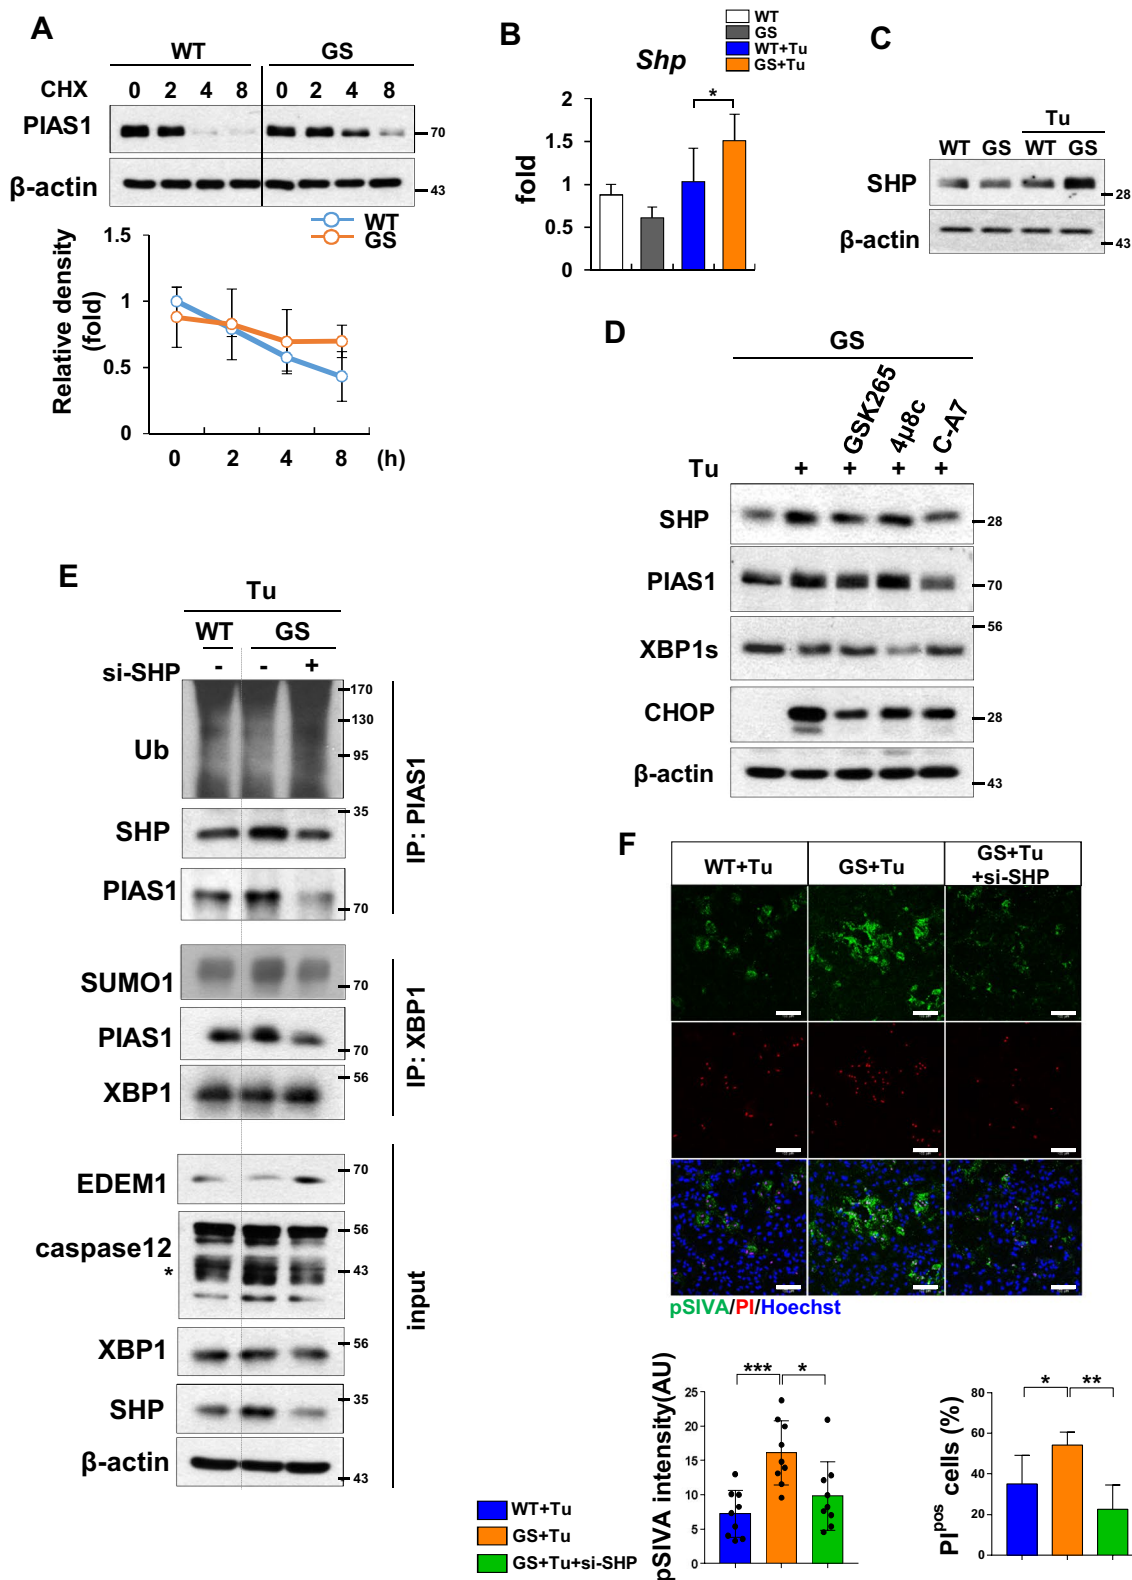 A
WT GS
CHX 0 2 4 8 0 2 4 8
PIAS1 70
β-actin 43
WT
GS
Relative density (fold)
1.5
1
0.5
0
0 2 4 8 (h)
B
WT
GS
WT+Tu
GS+Tu
Shp
*
fold
2
1.5
1
0.5
0
C
Tu
WT GS WT GS
SHP 28
β-actin 43
D
GS
GSK265 4µ8c C-A7
Tu + + + +
SHP 28
PIAS1 70
56
XBP1s
CHOP 28
β-actin 43
E
Tu
WT GS
si-SHP - - +
170
130
Ub 95
35
SHP
PIAS1 70
IP: PIAS1
SUMO1 70
PIAS1 70
56
XBP1
IP: XBP1
70
EDEM1
56
caspase12
* 43
XBP1 56
35
SHP
β-actin 43
input
F
WT+Tu GS+Tu GS+Tu
+si-SHP
pSIVA/PI/Hoechst
pSIVA intensity(AU)
25
20
15
10
5
0
*** *
PIpos cells (%)
80
60
40
20
0
* **
WT+Tu
GS+Tu
GS+Tu+si-SHP